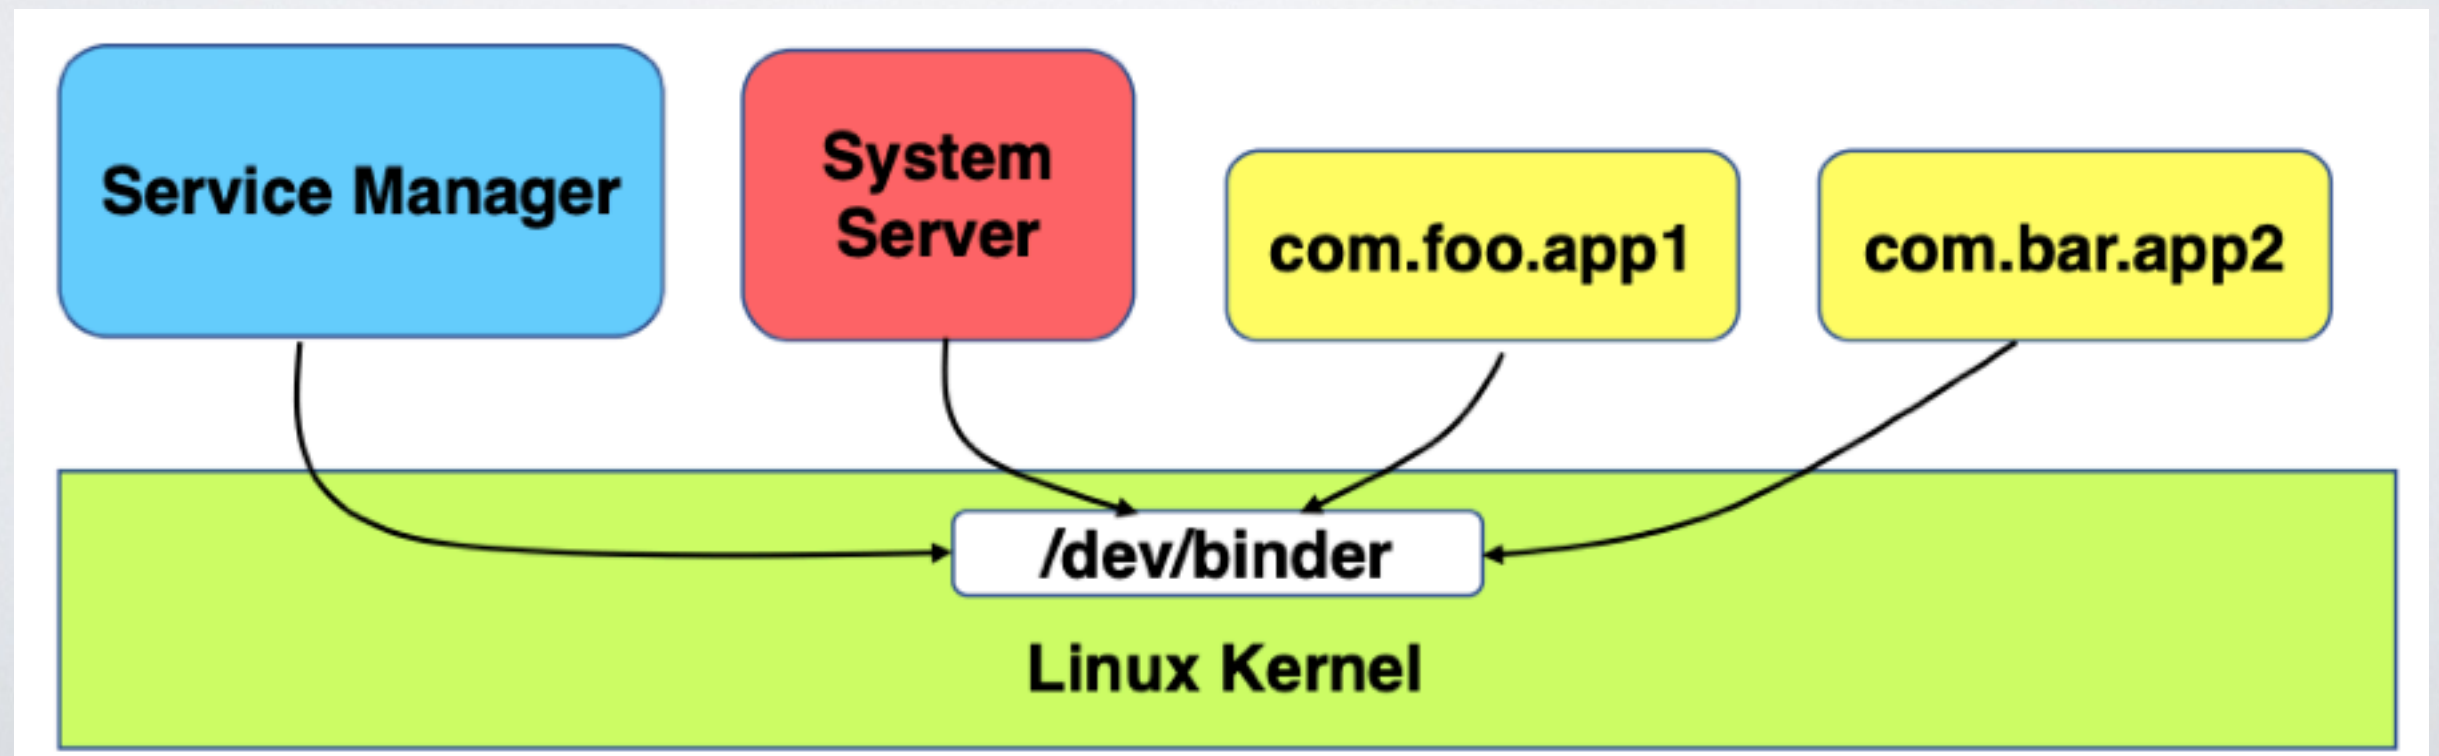 Service Manager
System
Server
com.foo.app1
com.bar.app2
/dev/binder
Linux Kernel